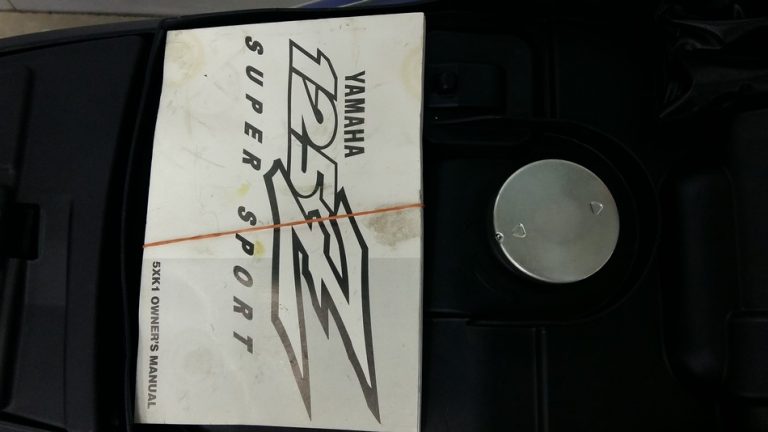 YAMAHA
125Z
SUPER SPORT
5XK1 OWNER'S MANUAL